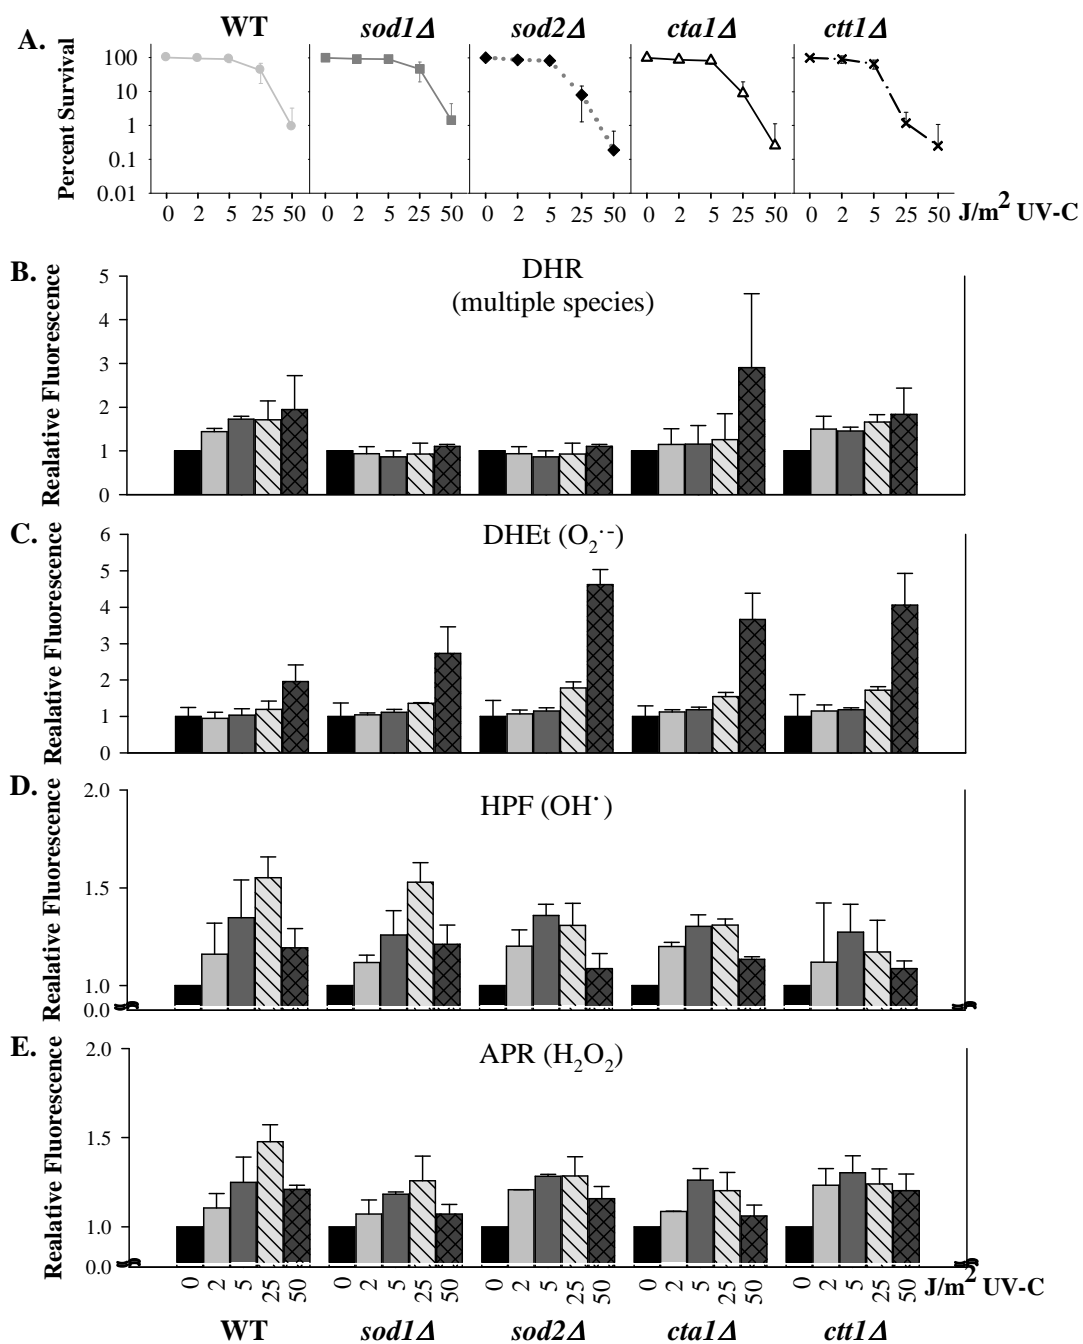 A. WT sod1Δ sod2Δ cta1Δ ctt1Δ
Percent Survival
100
10
1
0.1
0.01
0 2 5 25 50 0 2 5 25 50 0 2 5 25 50 0 2 5 25 50 0 2 5 25 50 J/m² UV-C
B. DHR
(multiple species)
Realative Fluorescence
5
4
3
2
1
0
C. DHEt (O₂˙⁻)
Realative Fluorescence
6
5
4
3
2
1
0
D. HPF (OH˙)
Realative Fluorescence
2.0
1.5
1.0
0.0
E. APR (H₂O₂)
Realative Fluorescence
2.0
1.5
1.0
0.0
0 2 5 25 50 0 2 5 25 50 0 2 5 25 50 0 2 5 25 50 0 2 5 25 50 J/m² UV-C
WT sod1Δ sod2Δ cta1Δ ctt1Δ